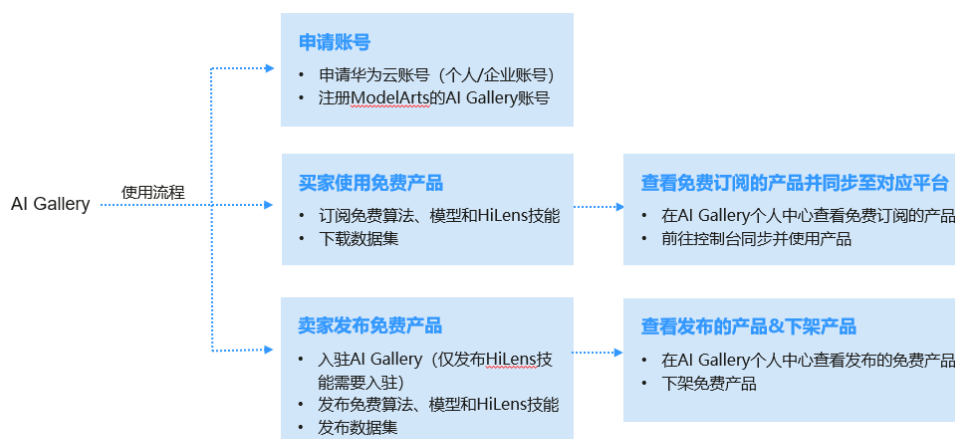 申请账号
• 申请华为云账号（个人/企业账号）
• 注册ModelArts的AI Gallery账号
AI Gallery
使用流程
买家使用免费产品
• 订阅免费算法、模型和HiLens技能
• 下载数据集
查看免费订阅的产品并同步至对应平台
• 在AI Gallery个人中心查看免费订阅的产品
• 前往控制台同步并使用产品
卖家发布免费产品
• 入驻AI Gallery（仅发布HiLens技
能需要入驻）
• 发布免费算法、模型和HiLens技能
• 发布数据集
查看发布的产品&下架产品
• 在AI Gallery个人中心查看发布的免费产品
• 下架免费产品